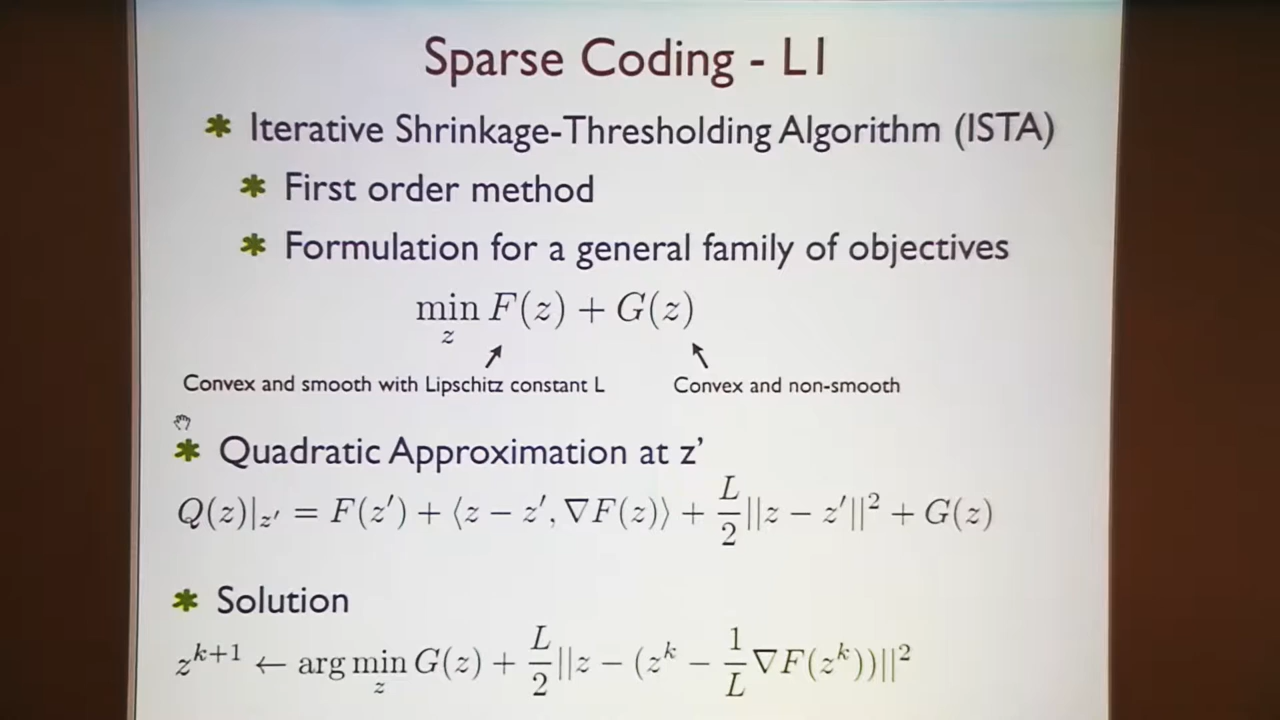 Sparse Coding - L1
* Iterative Shrinkage-Thresholding Algorithm (ISTA)
* First order method
* Formulation for a general family of objectives
min_z F(z) + G(z)
Convex and smooth with Lipschitz constant L
Convex and non-smooth
* Quadratic Approximation at z'
Q(z)|_{z'} = F(z') + ⟨z − z', ∇F(z)⟩ + L/2 ||z − z'||² + G(z)
* Solution
z^{k+1} ← arg min_z G(z) + L/2 ||z − (z^k − 1/L ∇F(z^k))||²